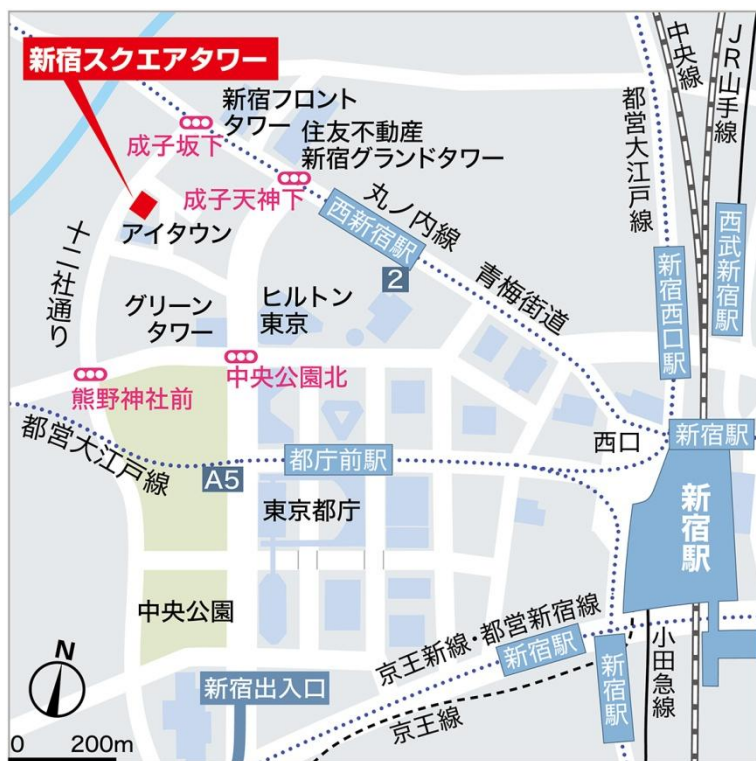 新宿スクエアタワー
新宿フロント
タワー
成子坂下
住友不動産
新宿グランドタワー
成子天神下
アイタウン
十二社通り
丸ノ内線
西新宿駅
2
青梅街道
都営大江戸線
中央線
JR山手線
西武新宿駅
新宿西口駅
グリーン
タワー
ヒルトン
東京
中央公園北
熊野神社前
都営大江戸線
A5
都庁前駅
西口
新宿駅
新宿駅
東京都庁
中央公園
京王新線・都営新宿線
新宿駅
新宿駅
小田急線
京王線
新宿出入口
N
0 200m